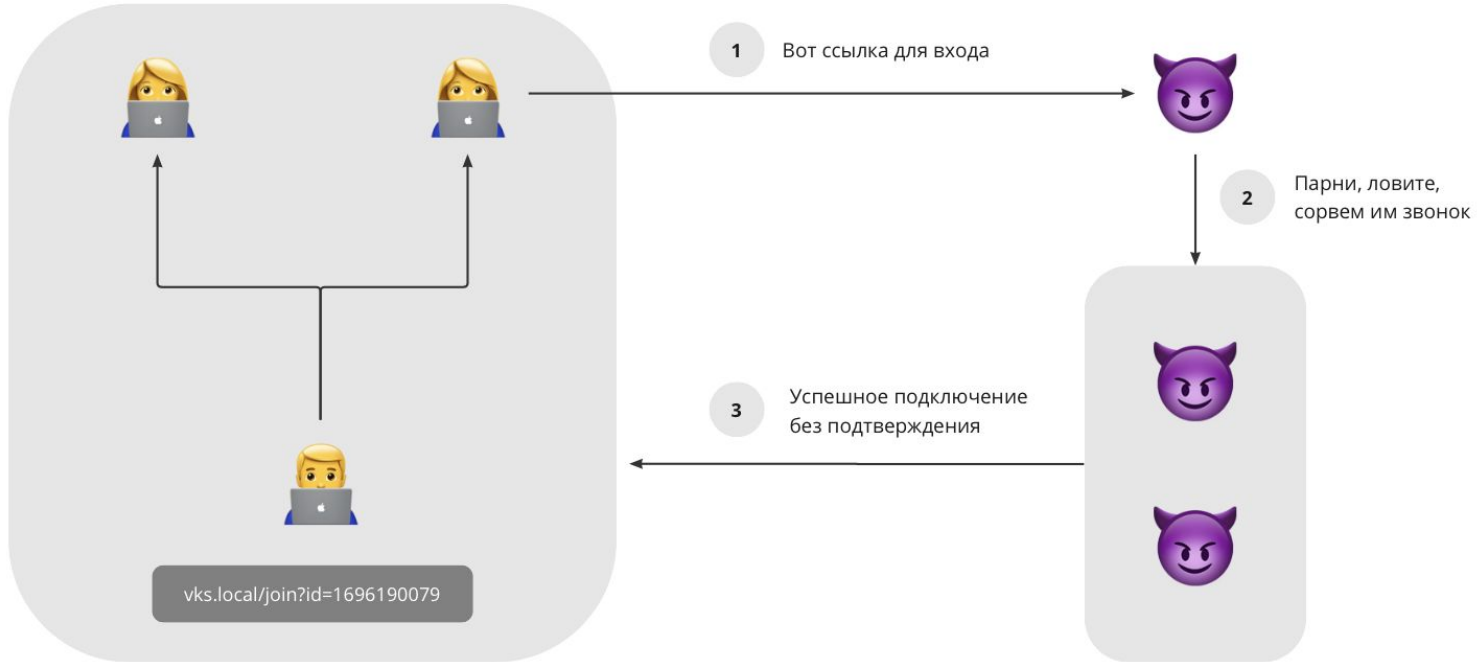 1
Вот ссылка для входа
2
Парни, ловите,
сорвем им звонок
3
Успешное подключение
без подтверждения
vks.local/join?id=1696190079